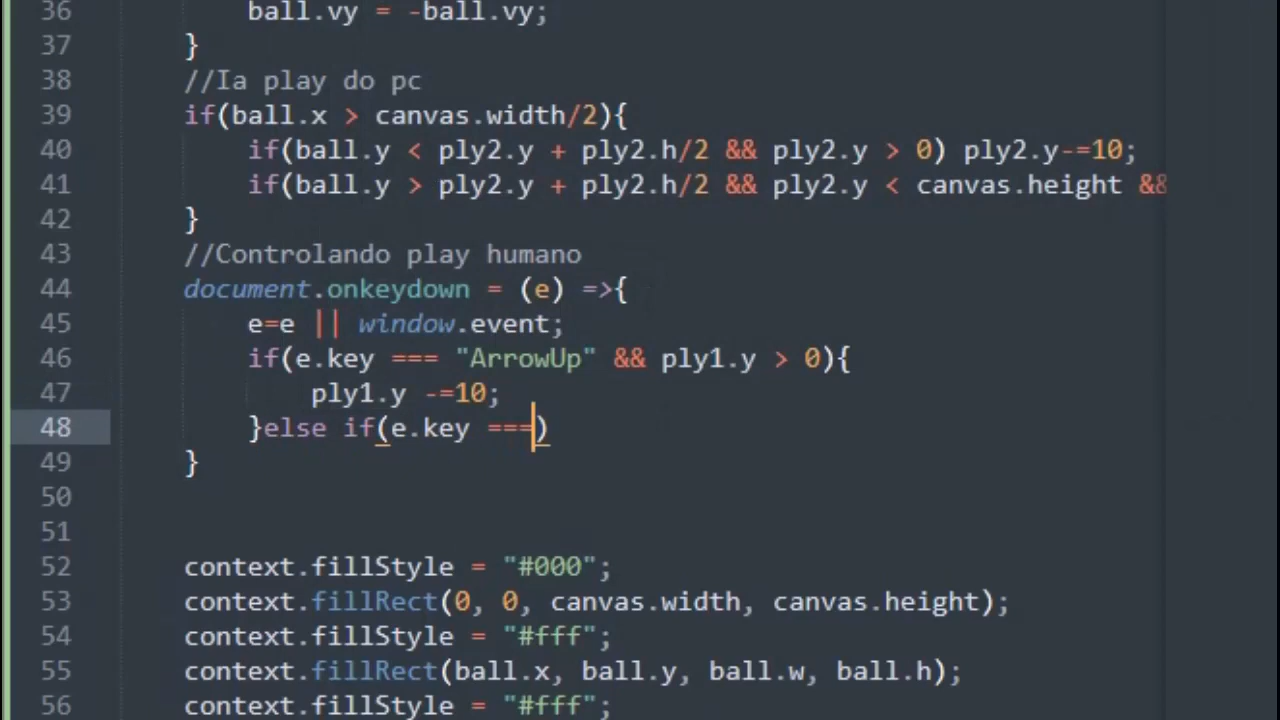 36 ball.vy = -ball.vy;
37 }
38 //Ia play do pc
39 if(ball.x > canvas.width/2){
40 if(ball.y < ply2.y + ply2.h/2 && ply2.y > 0) ply2.y-=10;
41 if(ball.y > ply2.y + ply2.h/2 && ply2.y < canvas.height &&
42 }
43 //Controlando play humano
44 document.onkeydown = (e) =>{
45 e=e || window.event;
46 if(e.key === "ArrowUp" && ply1.y > 0){
47 ply1.y -=10;
48 }else if(e.key ===)
49 }
50
51
52 context.fillStyle = "#000";
53 context.fillRect(0, 0, canvas.width, canvas.height);
54 context.fillStyle = "#fff";
55 context.fillRect(ball.x, ball.y, ball.w, ball.h);
56 context.fillStyle = "#fff";